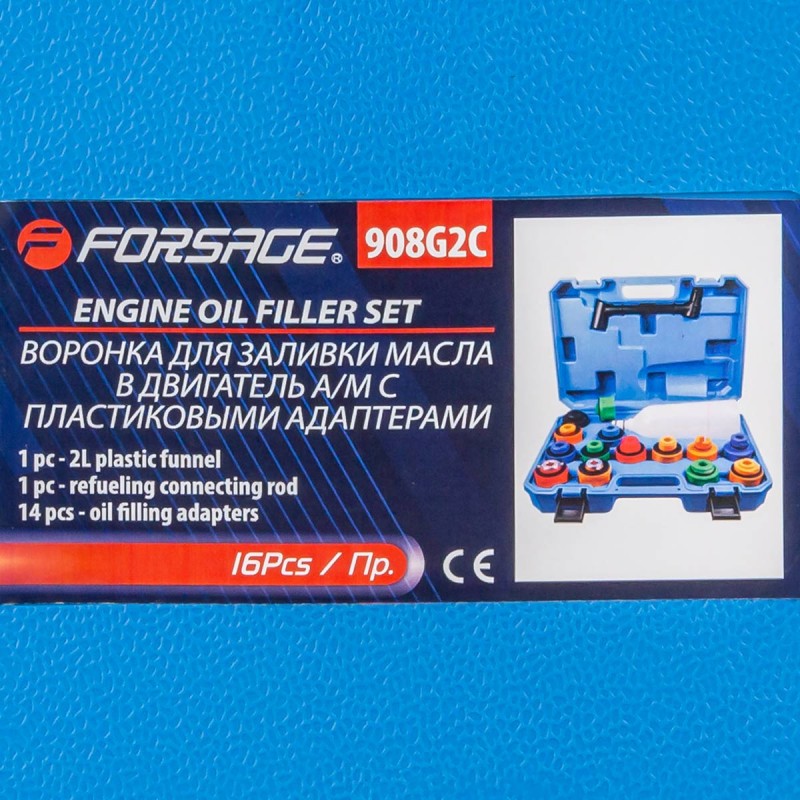 FORSAGE®
908G2C
ENGINE OIL FILLER SET
ВОРОНКА ДЛЯ ЗАЛИВКИ МАСЛА
В ДВИГАТЕЛЬ А/М С
ПЛАСТИКОВЫМИ АДАПТЕРАМИ
1 pc - 2L plastic funnel
1 pc - refueling connecting rod
14 pcs - oil filling adapters
16Pcs / Пр.
CE